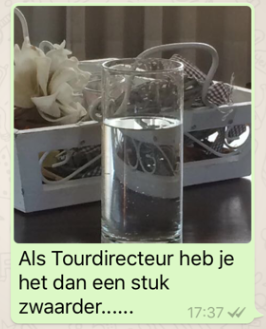 Als Tourdirecteur heb je
het dan een stuk
zwaarder......
17:37